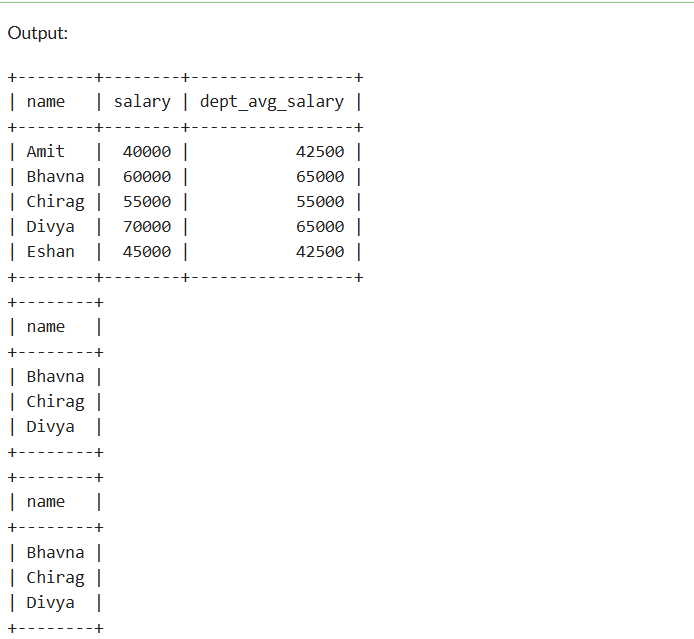 Output:
+--------+--------+-----------------+
| name   | salary | dept_avg_salary |
+--------+--------+-----------------+
| Amit   |  40000 |           42500 |
| Bhavna |  60000 |           65000 |
| Chirag |  55000 |           55000 |
| Divya  |  70000 |           65000 |
| Eshan  |  45000 |           42500 |
+--------+--------+-----------------+
+--------+
| name   |
+--------+
| Bhavna |
| Chirag |
| Divya  |
+--------+
+--------+
| name   |
+--------+
| Bhavna |
| Chirag |
| Divya  |
+--------+